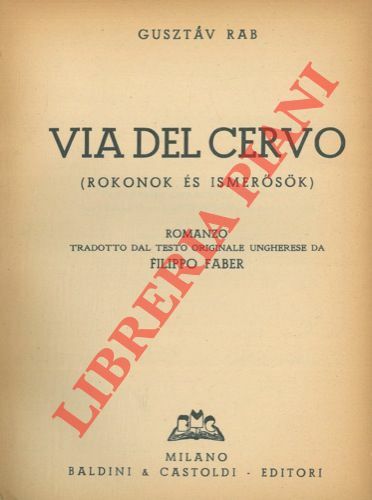 GUSZTÁV RAB
VIA DEL CERVO
(ROKONOK ÉS ISMERŐSÖK)
ROMANZO
TRADOTTO DAL TESTO ORIGINALE UNGHERESE DA
FILIPPO FABER
LIBRERIA PIANI
BMC
MILANO
BALDINI & CASTOLDI - EDITORI